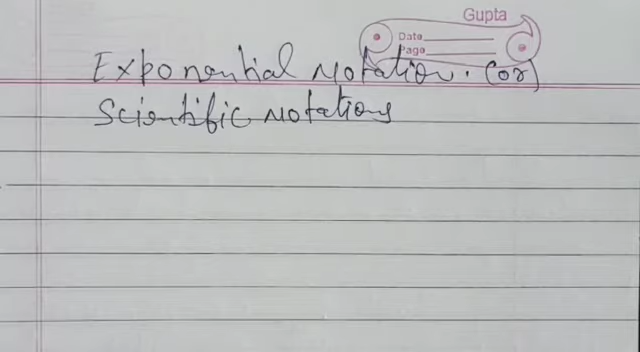 Gupta
Date
Page
Exponential Notation. (or)
Scientific Notations